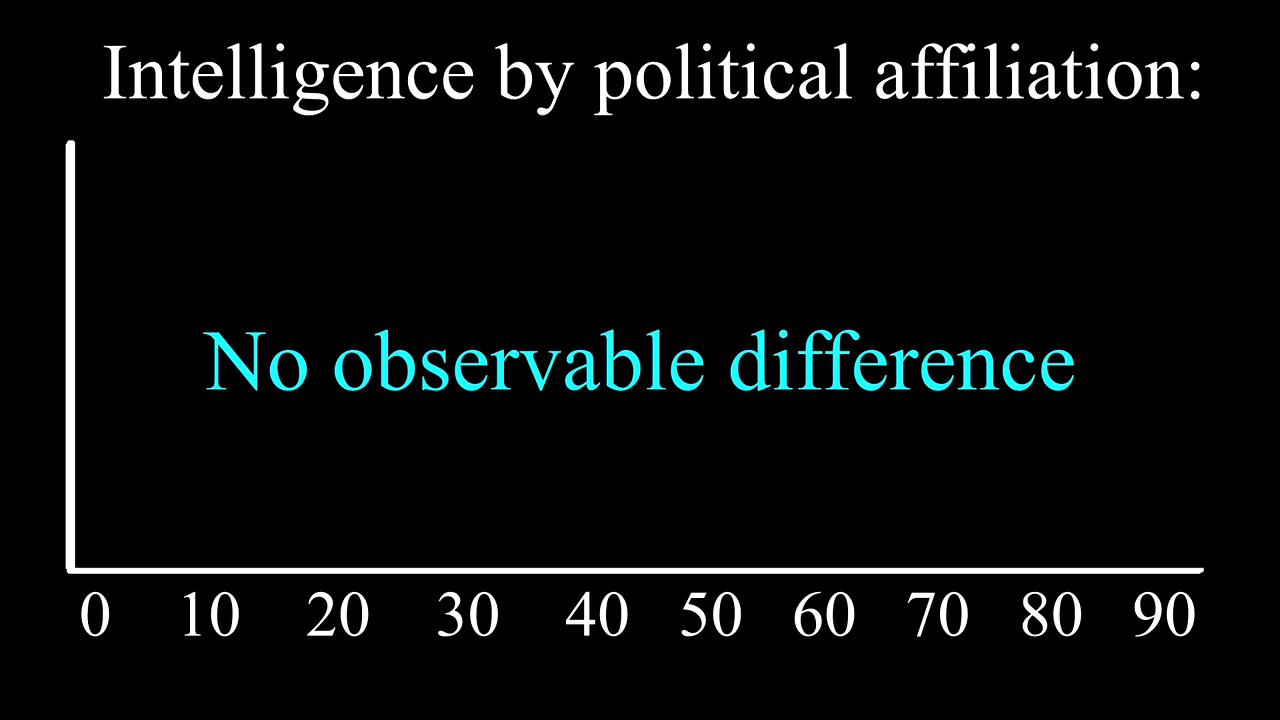 Intelligence by political affiliation:
No observable difference
0 10 20 30 40 50 60 70 80 90